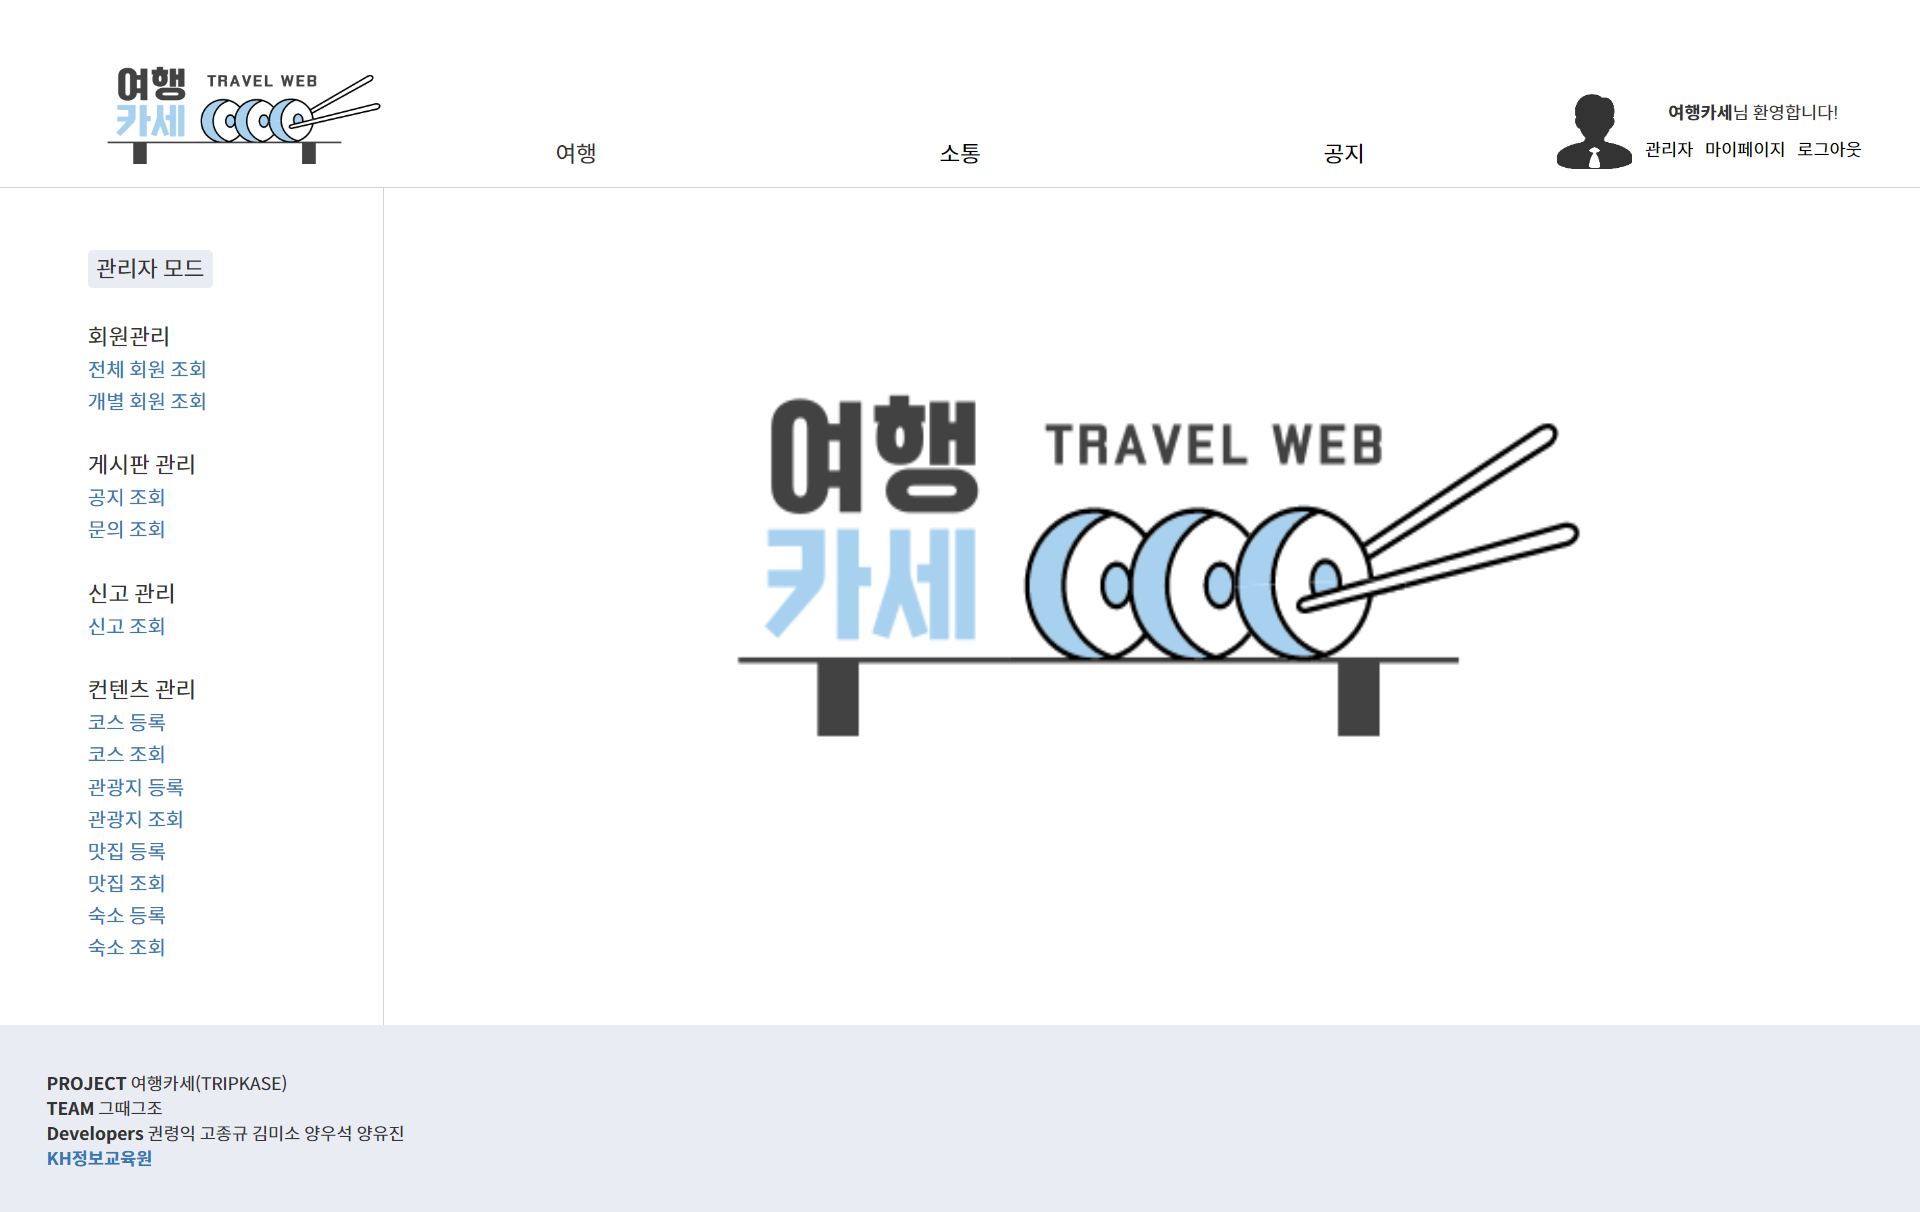 여행 TRAVEL WEB
카세
여행
소통
공지
여행카세님 환영합니다!
관리자 마이페이지 로그아웃
관리자 모드
회원관리
전체 회원 조회
개별 회원 조회
게시판 관리
공지 조회
문의 조회
신고 관리
신고 조회
컨텐츠 관리
코스 등록
코스 조회
관광지 등록
관광지 조회
맛집 등록
맛집 조회
숙소 등록
숙소 조회
여행 TRAVEL WEB
카세
PROJECT 여행카세(TRIPKASE)
TEAM 그때그조
Developers 권령익 고종규 김미소 양우석 양유진
KH정보교육원